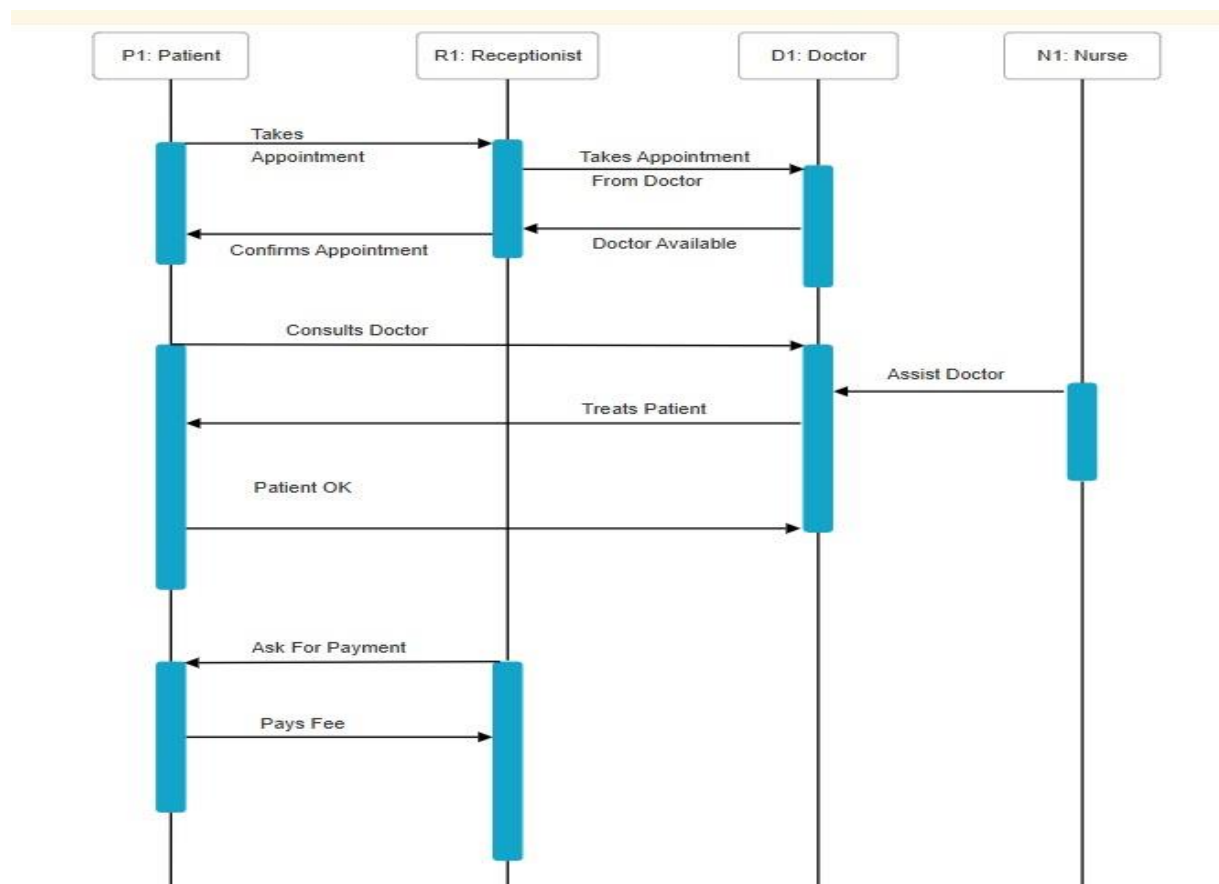 P1: Patient
R1: Receptionist
D1: Doctor
N1: Nurse
Takes
Appointment
Takes Appointment
From Doctor
Doctor Available
Confirms Appointment
Consults Doctor
Assist Doctor
Treats Patient
Patient OK
Ask For Payment
Pays Fee